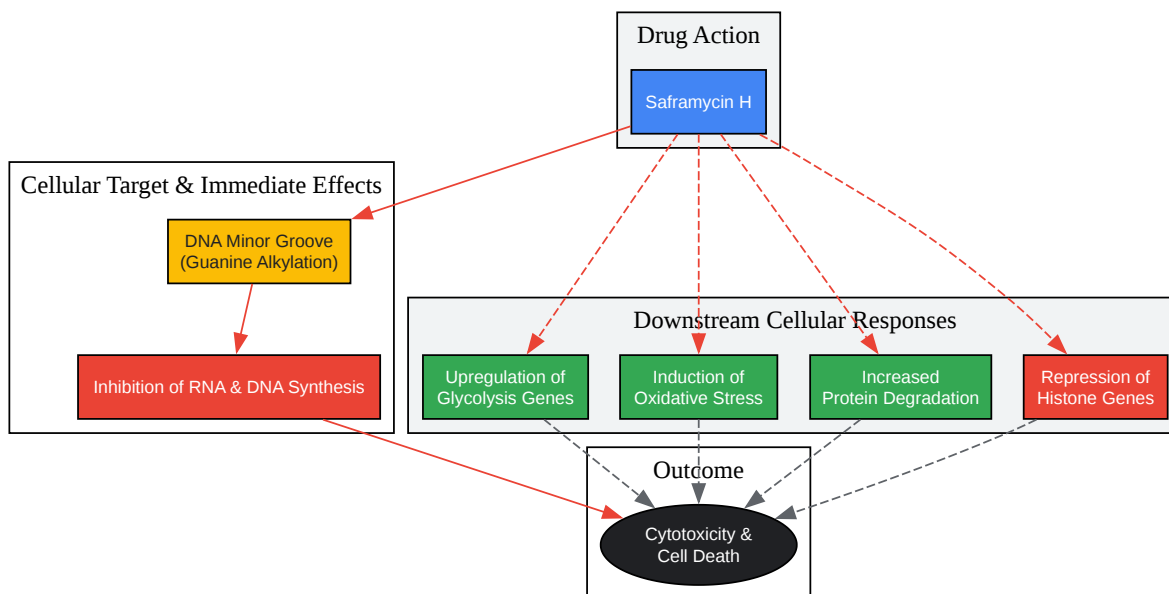 Drug Action
Saframycin H
Cellular Target & Immediate Effects
DNA Minor Groove
(Guanine Alkylation)
Inhibition of RNA & DNA Synthesis
Downstream Cellular Responses
Upregulation of
Glycolysis Genes
Induction of
Oxidative Stress
Increased
Protein Degradation
Repression of
Histone Genes
Outcome
Cytotoxicity &
Cell Death